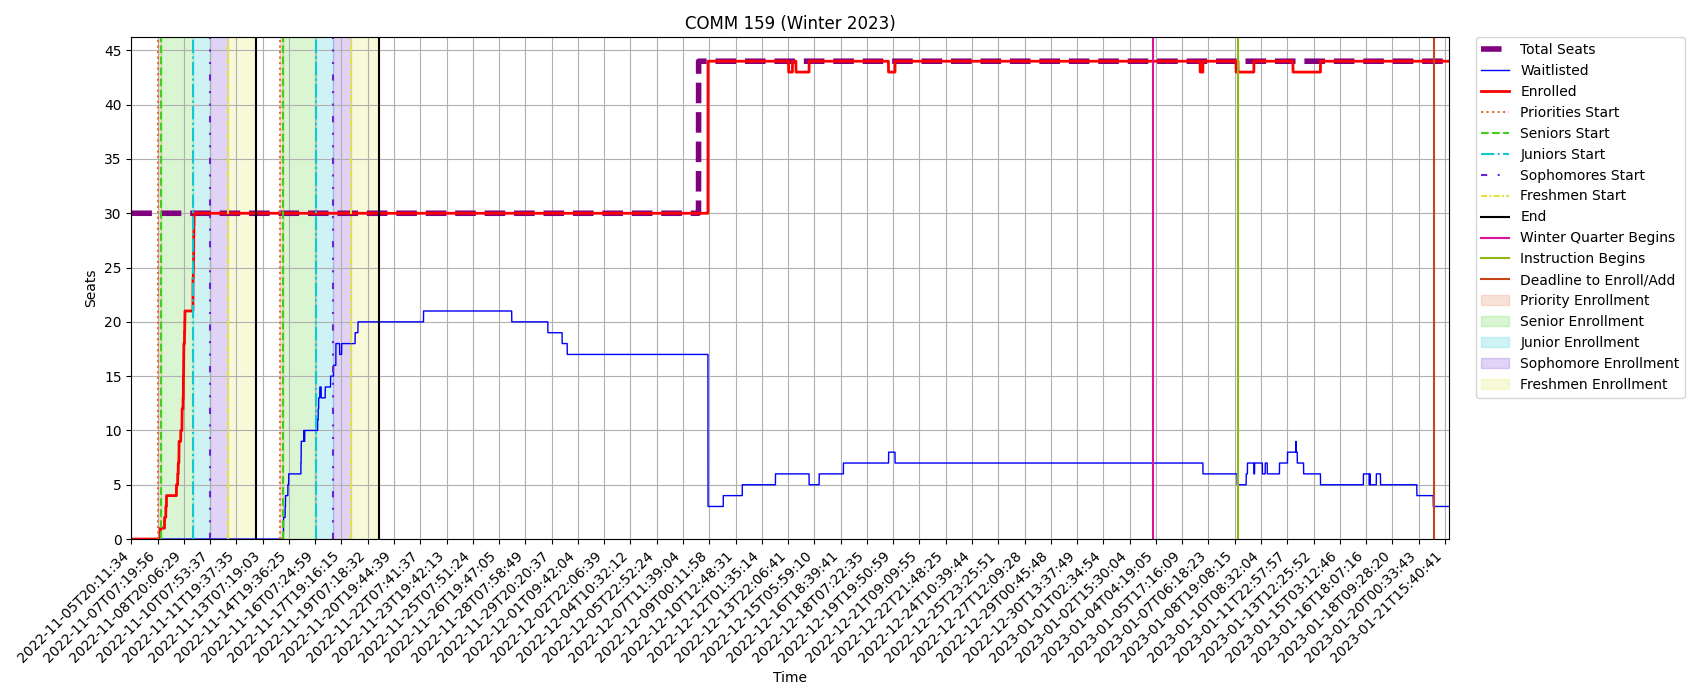 COMM 159 (Winter 2023)
45
40
35
30
25
20
15
10
5
0
Seats
2022-11-05T20:11:34
2022-11-07T07:19:56
2022-11-08T20:06:29
2022-11-10T07:53:37
2022-11-11T19:37:35
2022-11-13T07:19:03
2022-11-14T19:36:25
2022-11-16T07:24:59
2022-11-17T19:16:15
2022-11-19T07:18:32
2022-11-20T19:44:39
2022-11-22T07:41:37
2022-11-23T19:42:13
2022-11-26T19:47:05
2022-11-27T19:51:24
2022-11-28T07:58:49
2022-11-29T20:20:37
2022-12-01T09:42:04
2022-12-02T22:06:39
2022-12-04T10:32:12
2022-12-05T22:52:24
2022-12-07T11:39:04
2022-12-09T00:11:58
2022-12-10T12:48:31
2022-12-12T01:35:14
2022-12-13T22:06:41
2022-12-15T05:59:10
2022-12-16T18:39:41
2022-12-18T07:22:35
2022-12-19T19:50:59
2022-12-21T09:09:55
2022-12-22T21:48:25
2022-12-24T10:39:44
2022-12-25T23:25:51
2022-12-27T12:09:28
2022-12-29T00:45:48
2022-12-30T13:37:49
2023-01-01T02:34:54
2023-01-02T15:30:04
2023-01-04T04:19:05
2023-01-05T17:16:09
2023-01-07T06:18:23
2023-01-08T19:08:15
2023-01-10T08:32:04
2023-01-11T22:57:57
2023-01-13T12:25:52
2023-01-15T03:12:46
2023-01-16T18:07:16
2023-01-18T09:28:20
2023-01-20T00:33:43
2023-01-21T15:40:41
Time
Total Seats
Waitlisted
Enrolled
Priorities Start
Seniors Start
Juniors Start
Sophomores Start
Freshmen Start
End
Winter Quarter Begins
Instruction Begins
Deadline to Enroll/Add
Priority Enrollment
Senior Enrollment
Junior Enrollment
Sophomore Enrollment
Freshmen Enrollment